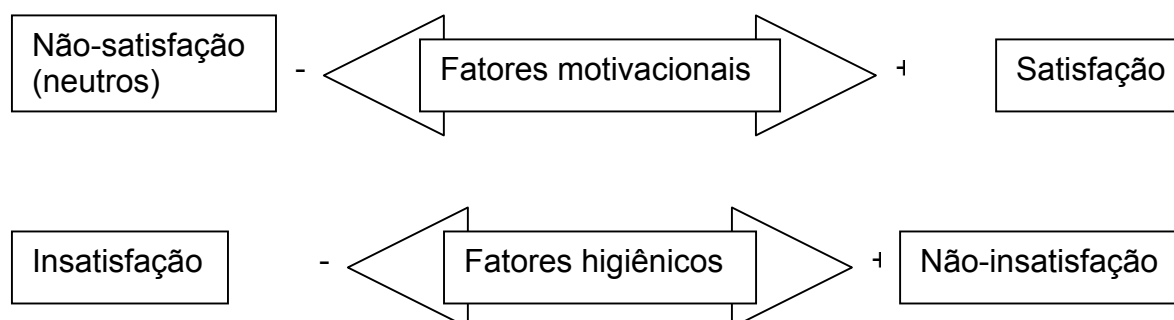 Não-satisfação
(neutros)
- Fatores motivacionais + Satisfação
Insatisfação - Fatores higiênicos + Não-insatisfação